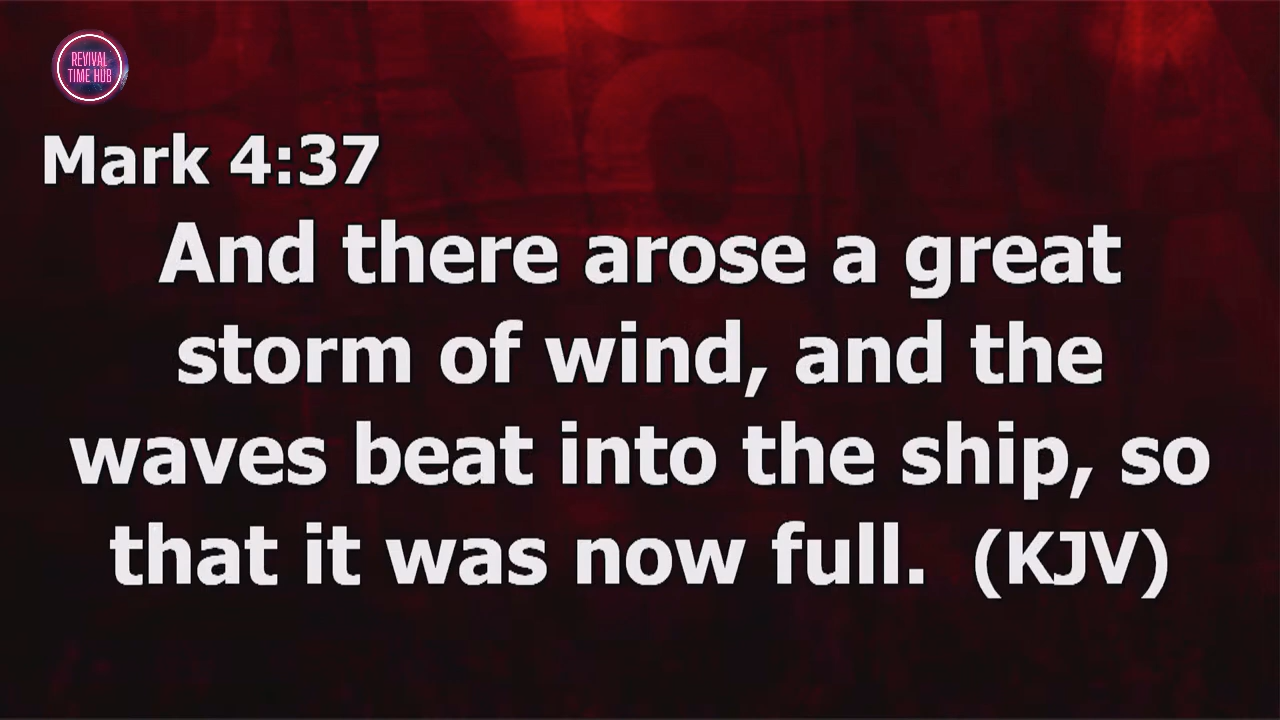 REVIVAL
TIME HUB
Mark 4:37
And there arose a great
storm of wind, and the
waves beat into the ship, so
that it was now full. (KJV)